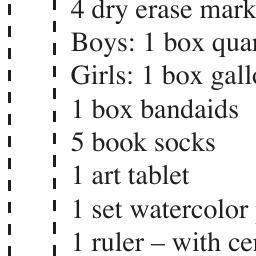 4 dry erase
Boys: 1 box
Girls: 1 box
1 box bandaids
5 book socks
1 art tablet
1 set watercolor
1 ruler – with